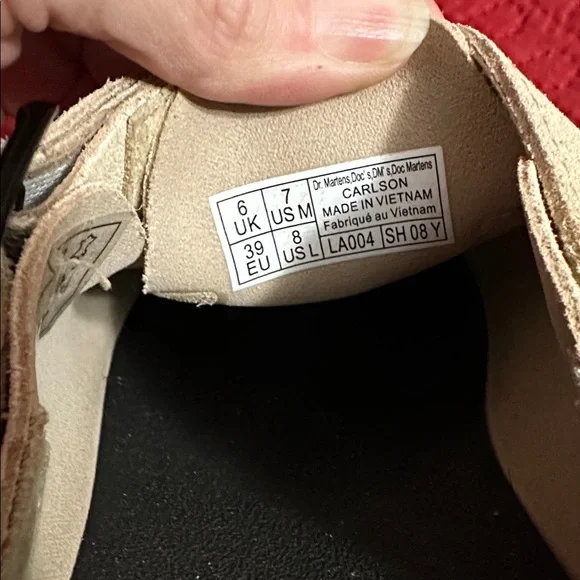 Dr. Martens,Doc's,DM's,Doc Martens
CARLSON
MADE IN VIETNAM
Fabriqué au Vietnam
6 UK
7 US M
39 EU
8 US L
LA004
SH 08 Y